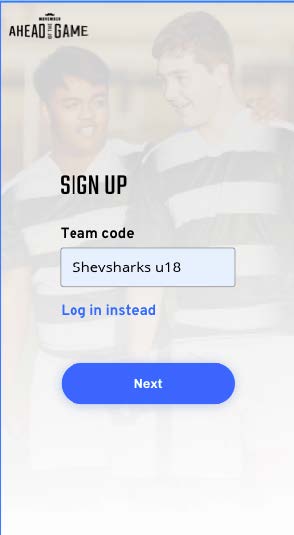 MOVEMBER
AHEAD OF THE GAME
SIGN UP
Team code
Shevsharks u18
Log in instead
Next